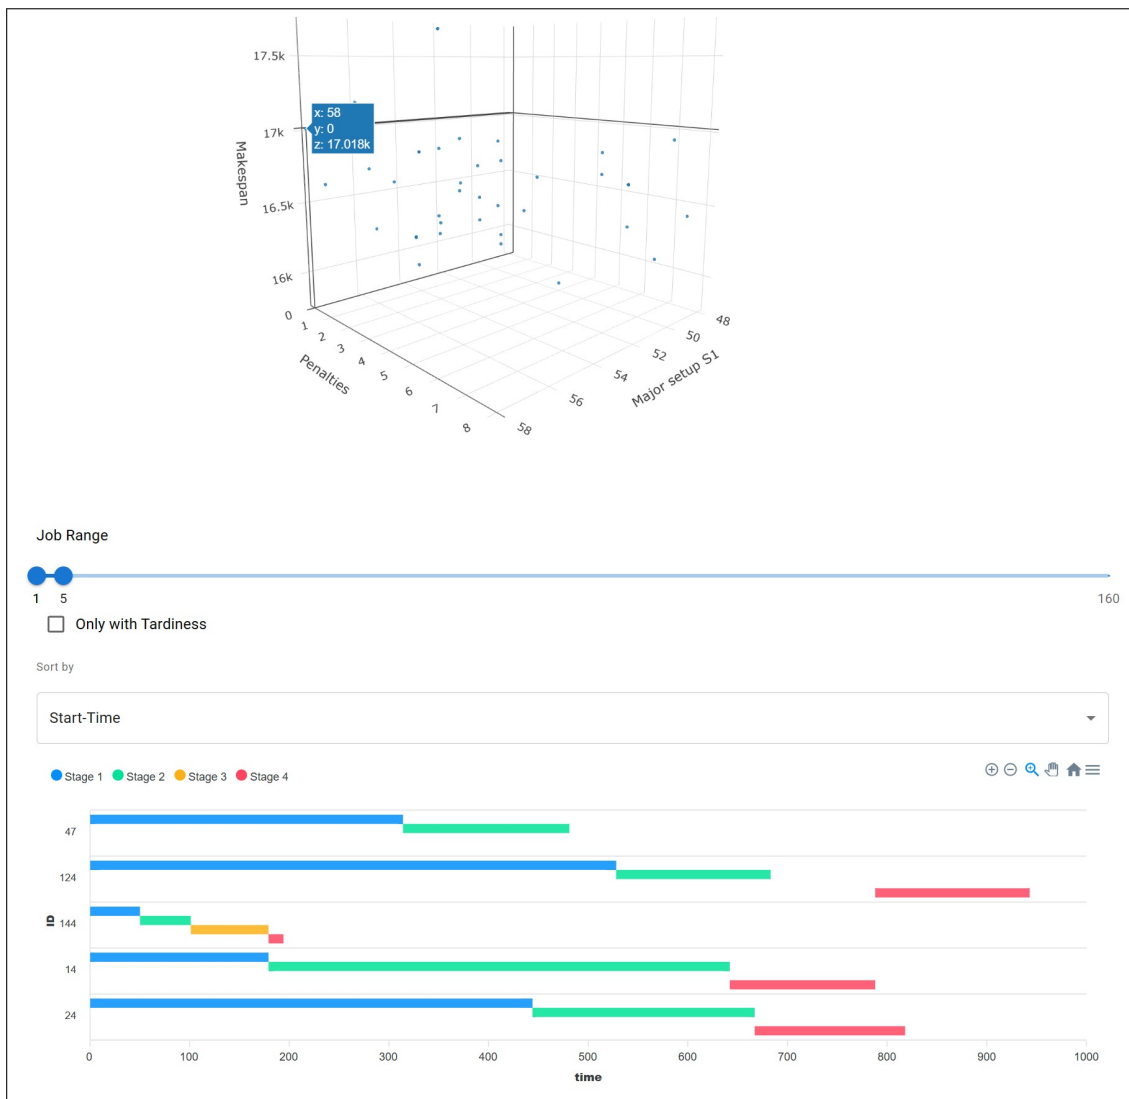 17.5k
x: 58
y: 0
z: 17.018k
17k
Makespan
16.5k
16k
0
1
2
3
4
5
6
7
8
Penalties
48
50
52
54
56
58
Major setup S1
Job Range
1 5 160
Only with Tardiness
Sort by
Start-Time
Stage 1 Stage 2 Stage 3 Stage 4
47
124
ID 144
14
24
0 100 200 300 400 500 600 700 800 900 1000
time